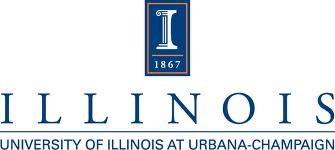 I
1867
ILLINOIS
UNIVERSITY OF ILLINOIS AT URBANA-CHAMPAIGN